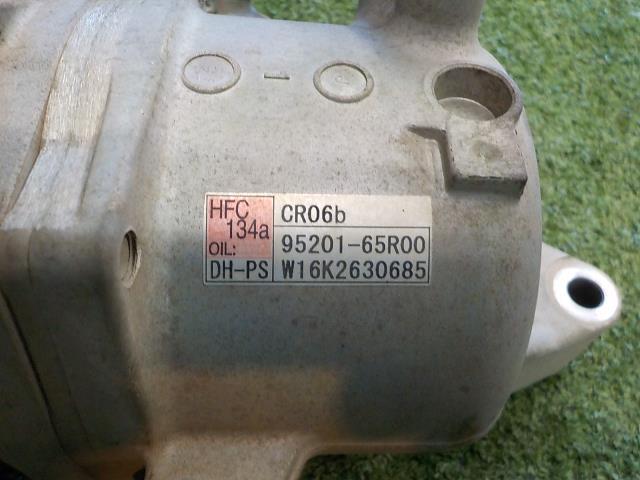 HFC
134a
OIL:
DH-PS
CR06b
95201-65R00
W16K2630685